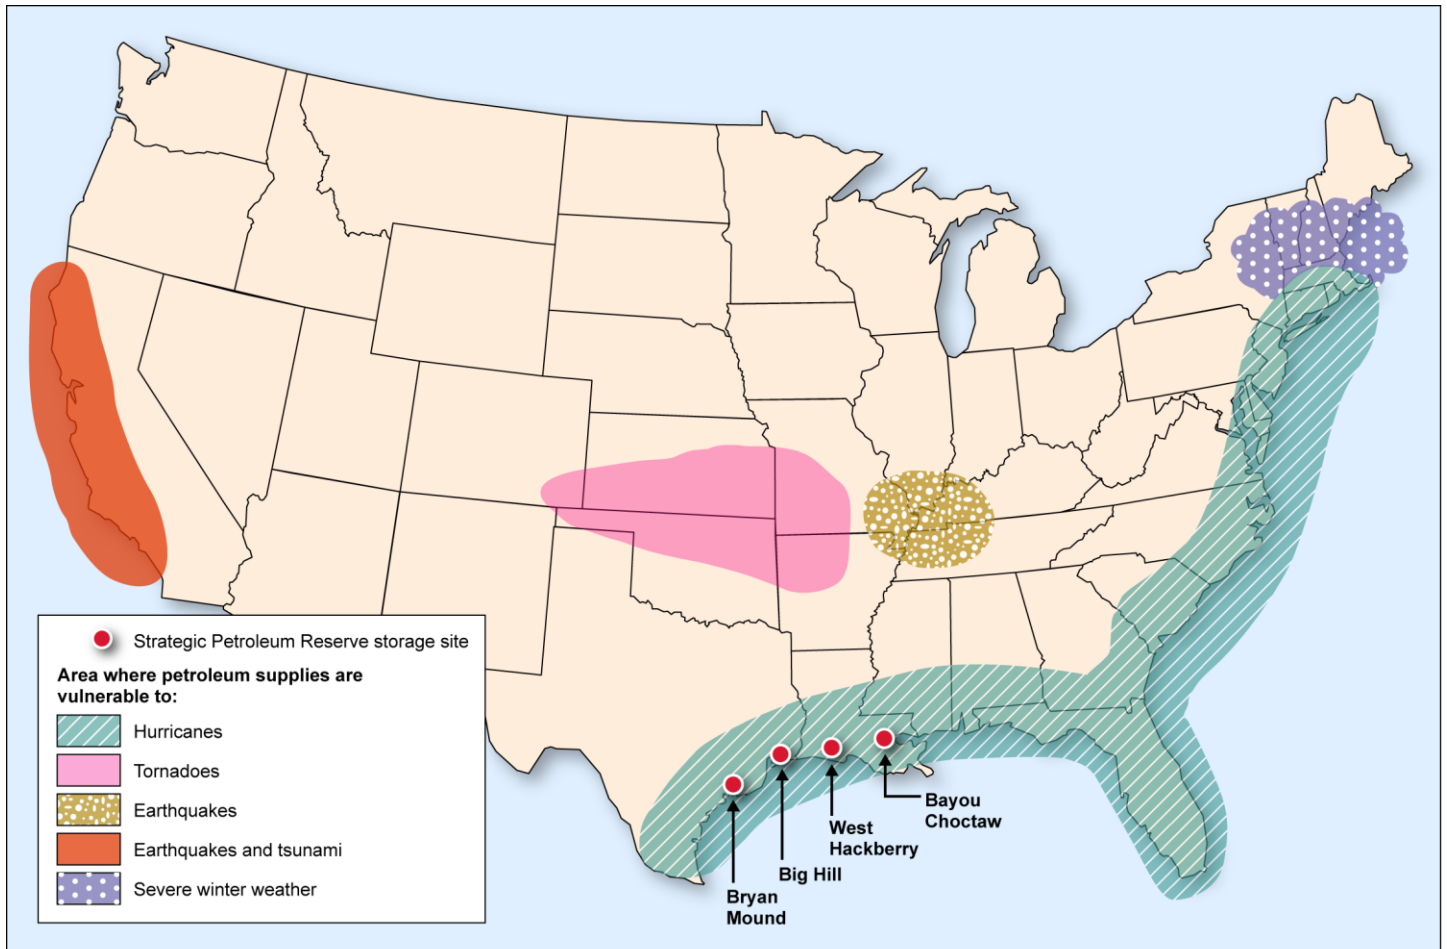 Strategic Petroleum Reserve storage site
Area where petroleum supplies are
vulnerable to:
Hurricanes
Tornadoes
Earthquakes
Earthquakes and tsunami
Severe winter weather
Bryan
Mound
Big Hill
West
Hackberry
Bayou
Choctaw